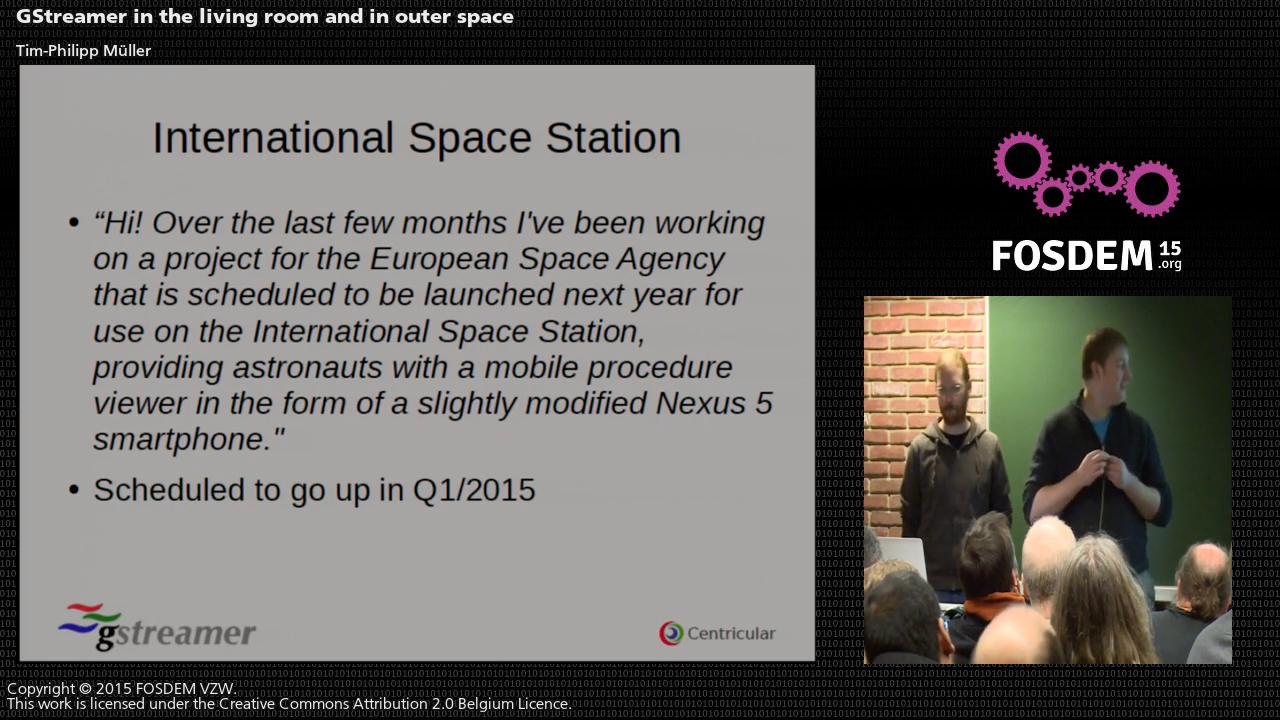 GStreamer in the living room and in outer space
Tim-Philipp Müller
International Space Station
• “Hi! Over the last few months I've been working
on a project for the European Space Agency
that is scheduled to be launched next year for
use on the International Space Station,
providing astronauts with a mobile procedure
viewer in the form of a slightly modified Nexus 5
smartphone."
• Scheduled to go up in Q1/2015
gstreamer
Centricular
FOSDEM 15
.org
Copyright © 2015 FOSDEM VZW.
This work is licensed under the Creative Commons Attribution 2.0 Belgium Licence.